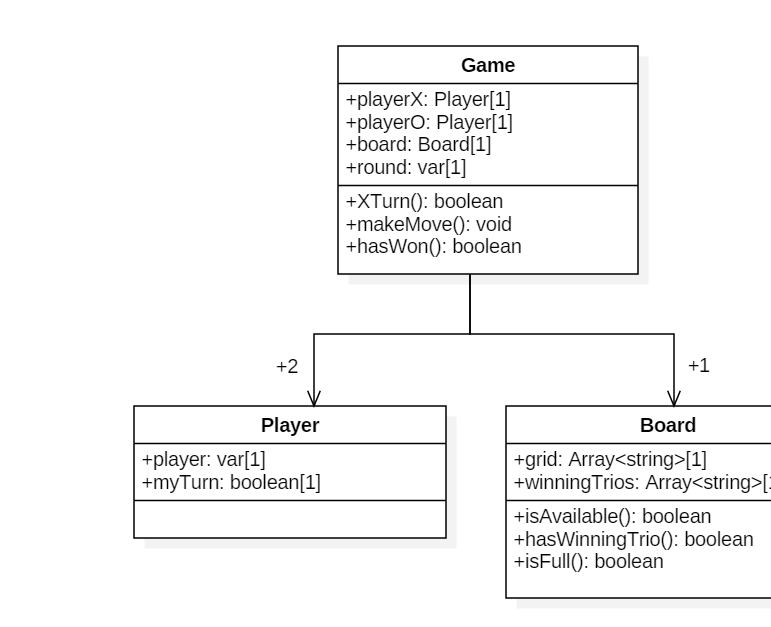 Game
+playerX: Player[1]
+playerO: Player[1]
+board: Board[1]
+round: var[1]
+XTurn(): boolean
+makeMove(): void
+hasWon(): boolean
+2
+1
Player
+player: var[1]
+myTurn: boolean[1]
Board
+grid: Array<string>[1]
+winningTrios: Array<string>[1
+isAvailable(): boolean
+hasWinningTrio(): boolean
+isFull(): boolean